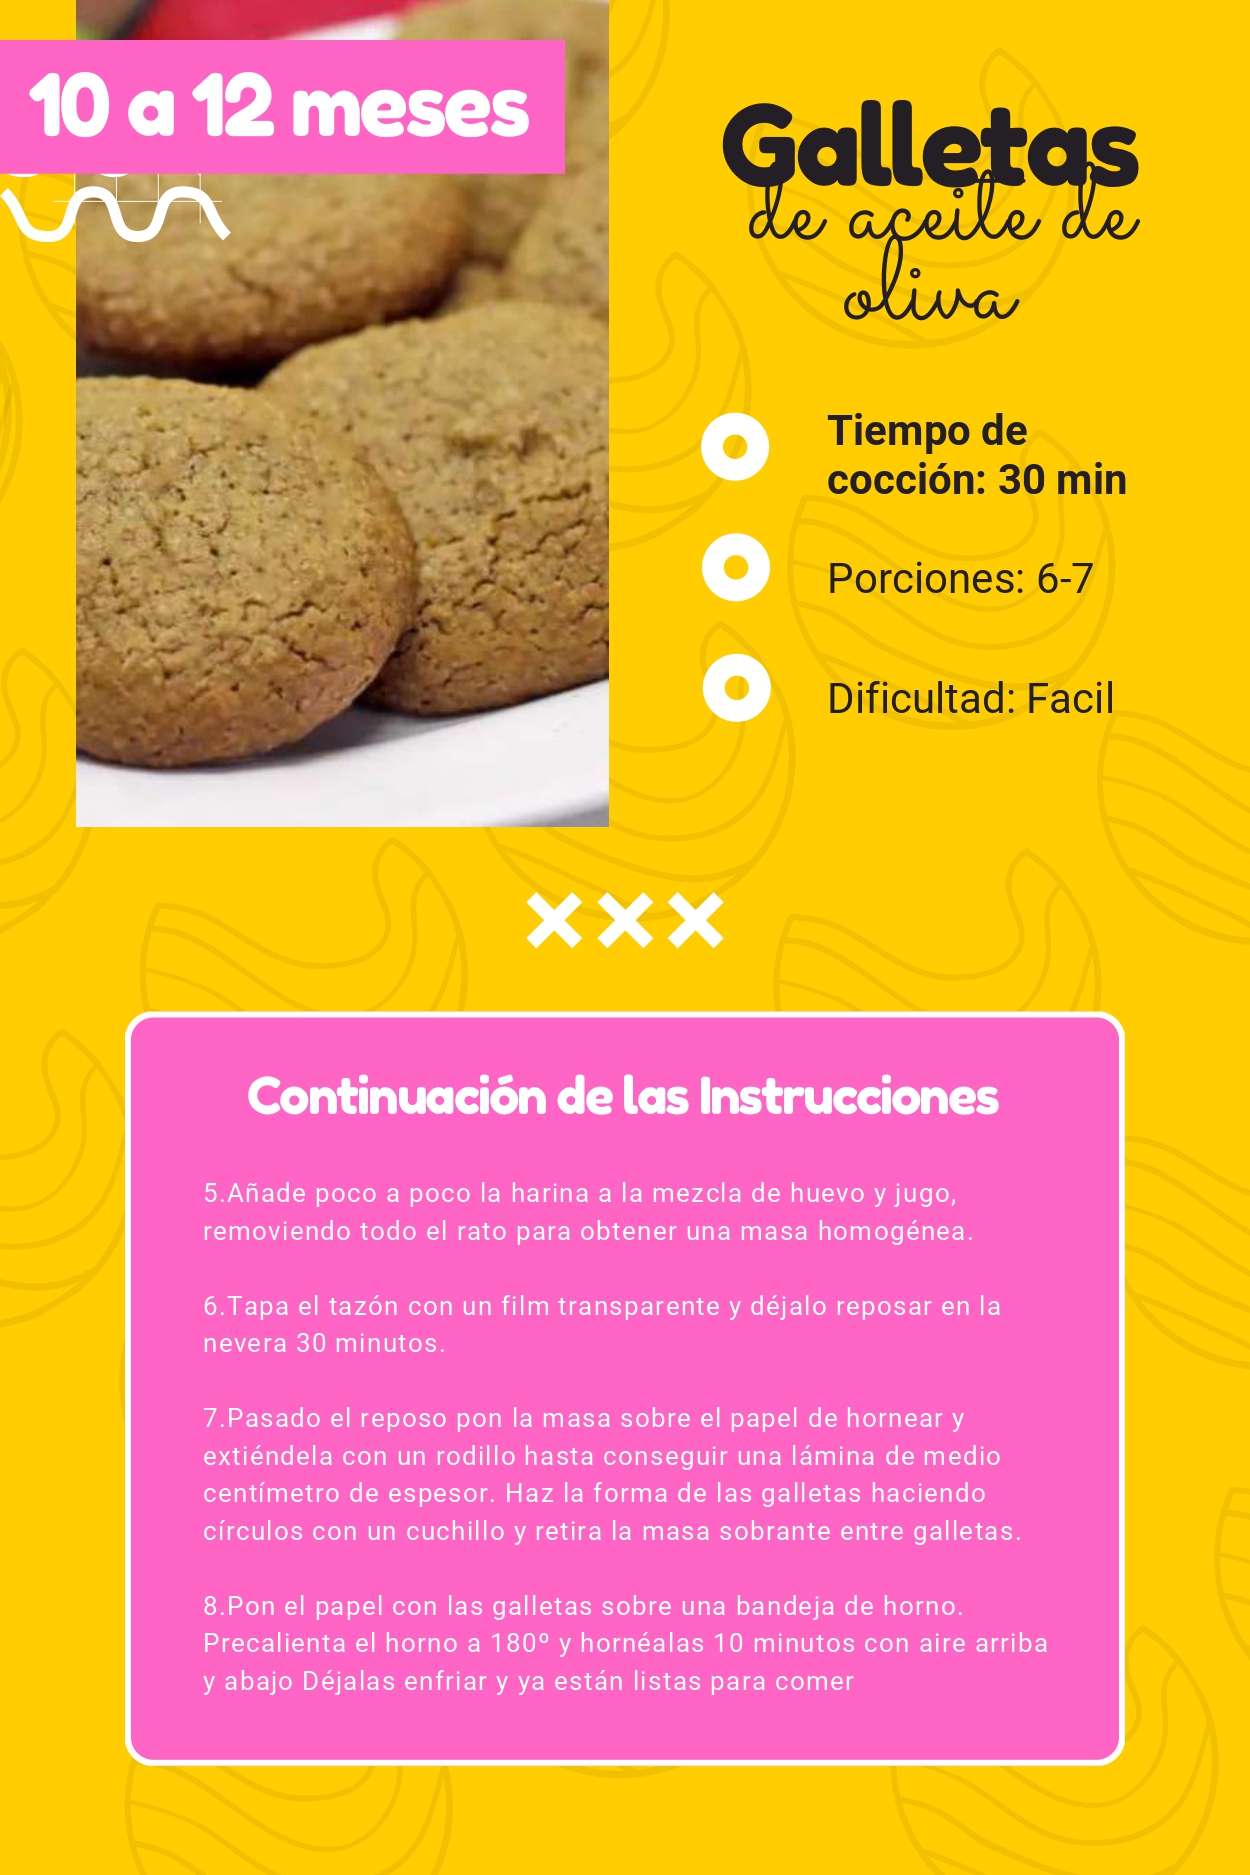 10 a 12 meses
Galletas
de aceite de
oliva
Tiempo de
cocción: 30 min
Porciones: 6-7
Dificultad: Facil
Continuación de las Instrucciones
5.Añade poco a poco la harina a la mezcla de huevo y jugo,
removiendo todo el rato para obtener una masa homogénea.
6.Tapa el tazón con un film transparente y déjalo reposar en la
nevera 30 minutos.
7.Pasado el reposo pon la masa sobre el papel de hornear y
extiéndela con un rodillo hasta conseguir una lámina de medio
centímetro de espesor. Haz la forma de las galletas haciendo
círculos con un cuchillo y retira la masa sobrante entre galletas.
8.Pon el papel con las galletas sobre una bandeja de horno.
Precalienta el horno a 180º y hornéalas 10 minutos con aire arriba
y abajo Déjalas enfriar y ya están listas para comer